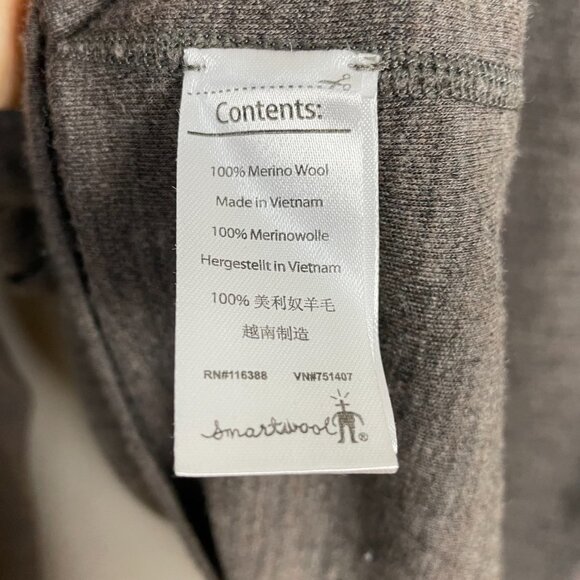 Contents:
100% Merino Wool
Made in Vietnam
100% Merinowolle
Hergestellt in Vietnam
100% 美利奴羊毛
越南制造
RN#116388 VN#751407
smartwool ®